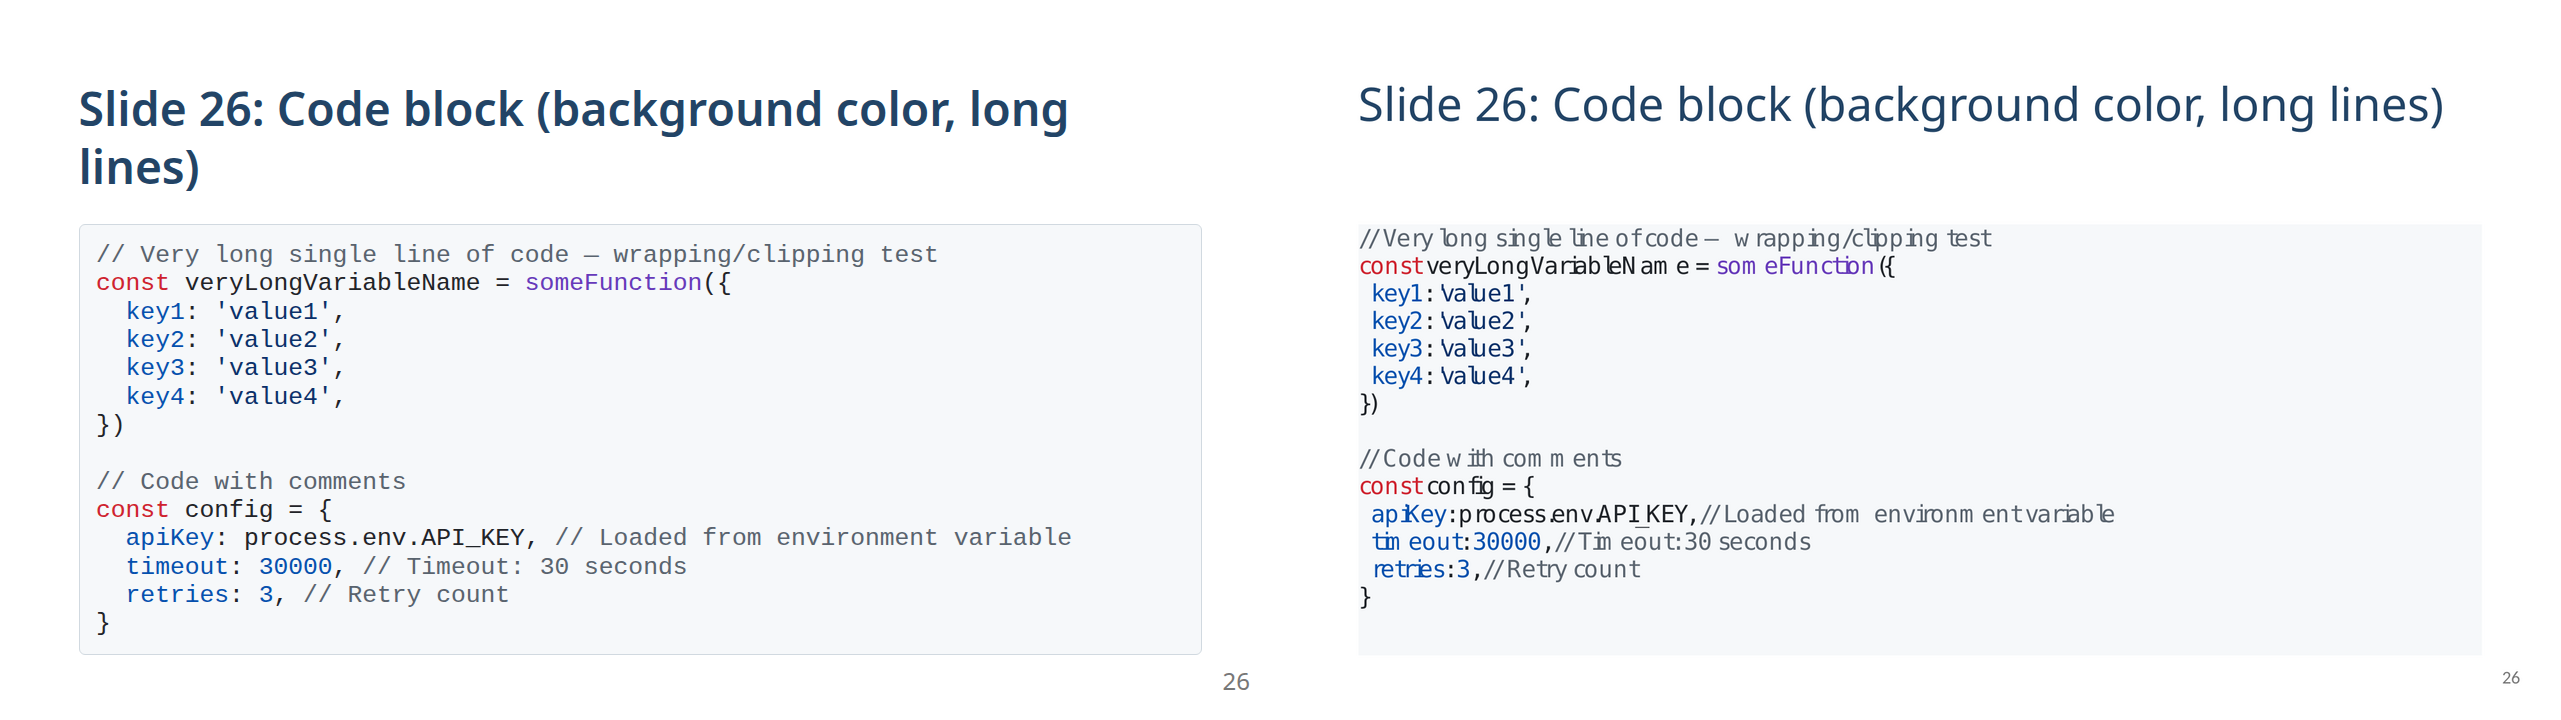 Slide 26: Code block (background color, long
lines)
// Very long single line of code — wrapping/clipping test
const veryLongVariableName = someFunction({
  key1: 'value1',
  key2: 'value2',
  key3: 'value3',
  key4: 'value4',
})

// Code with comments
const config = {
  apiKey: process.env.API_KEY, // Loaded from environment variable
  timeout: 30000, // Timeout: 30 seconds
  retries: 3, // Retry count
}
26
Slide 26: Code block (background color, long lines)
// Very long single line of code — wrapping/clipping test
const veryLongVariableName = someFunction({
  key1: 'value1',
  key2: 'value2',
  key3: 'value3',
  key4: 'value4',
})

// Code with comments
const config = {
  apiKey: process.env.API_KEY, // Loaded from environment variable
  timeout: 30000, // Timeout: 30 seconds
  retries: 3, // Retry count
}
26